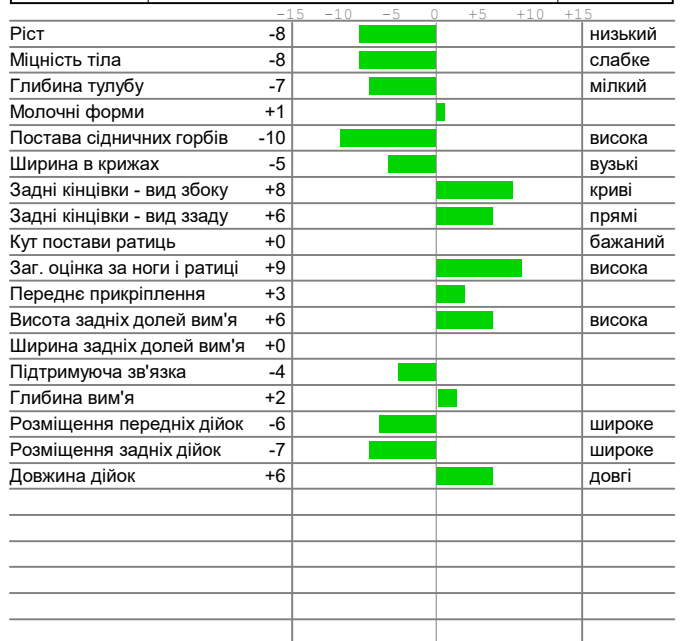 -15 -10 -5 0 +5 +10 +15
Ріст -8 низький
Міцність тіла -8 слабке
Глибина тулубу -7 мілкий
Молочні форми +1
Постава сідничних горбів -10 висока
Ширина в крижах -5 вузькі
Задні кінцівки - вид збоку +8 криві
Задні кінцівки - вид ззаду +6 прямі
Кут постави ратиць +0 бажаний
Заг. оцінка за ноги і ратиці +9 висока
Переднє прикріплення +3
Висота задніх долей вим'я +6 висока
Ширина задніх долей вим'я +0
Підтримуюча зв'язка -4
Глибина вим'я +2
Розміщення передніх дійок -6 широке
Розміщення задніх дійок -7 широке
Довжина дійок +6 довгі